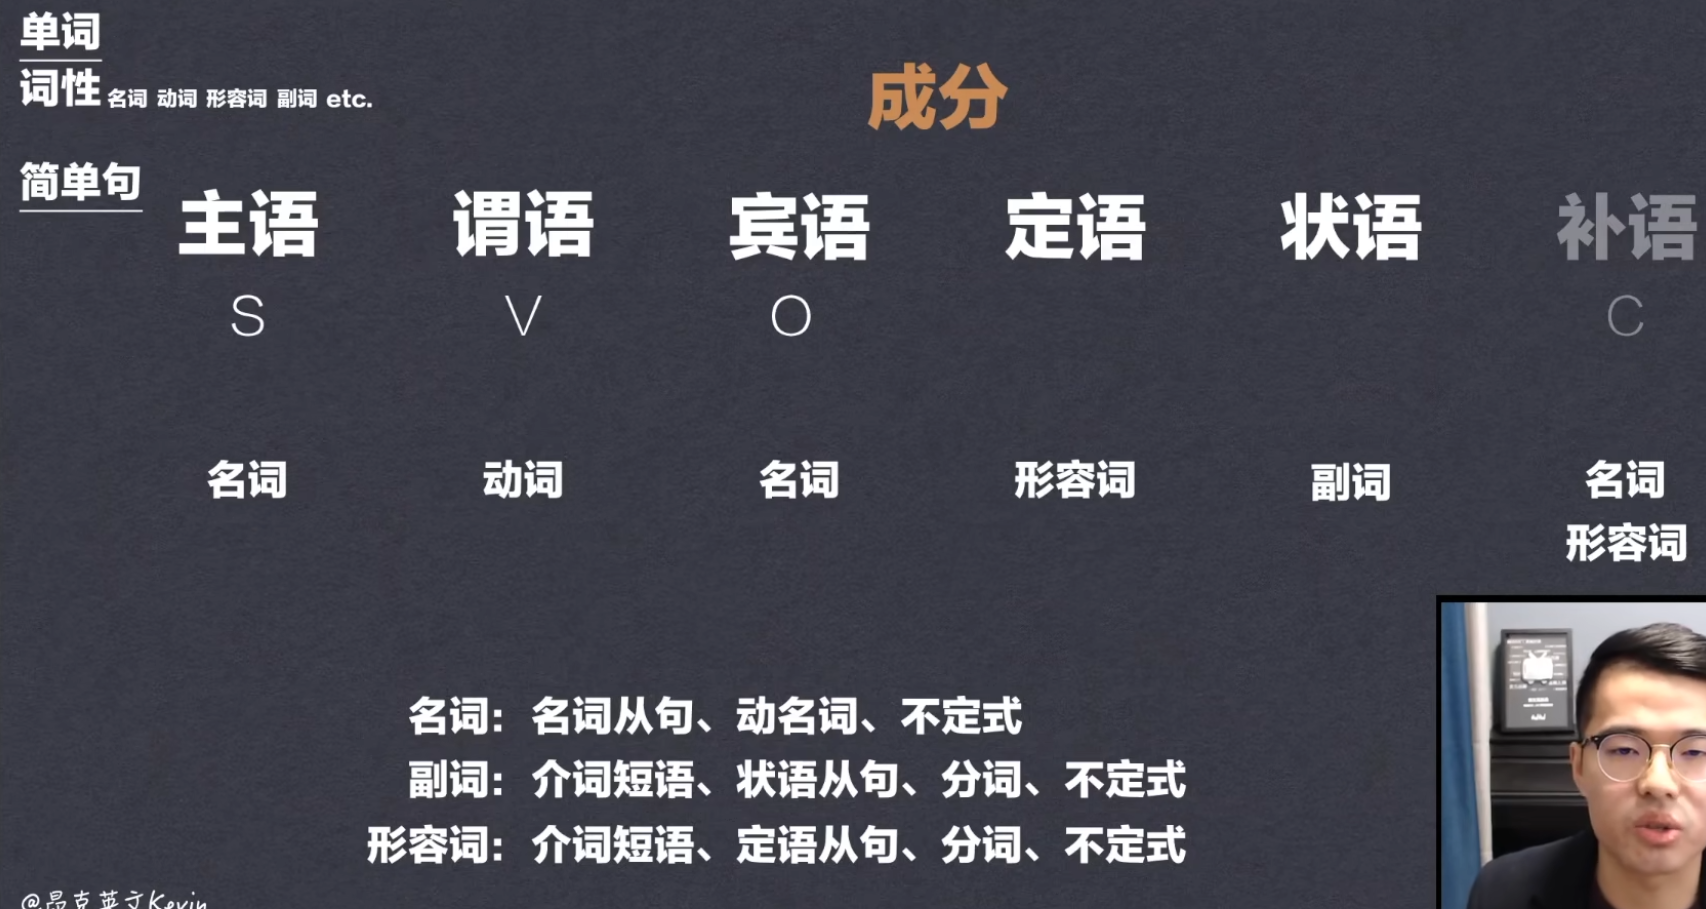 单词
词性 名词 动词 形容词 副词 etc.
成分
简单句
主语 谓语 宾语 定语 状语 补语
S V O C
名词 动词 名词 形容词 副词 名词
形容词
名词：名词从句、动名词、不定式
副词：介词短语、状语从句、分词、不定式
形容词：介词短语、定语从句、分词、不定式
@昂克英文Kevin